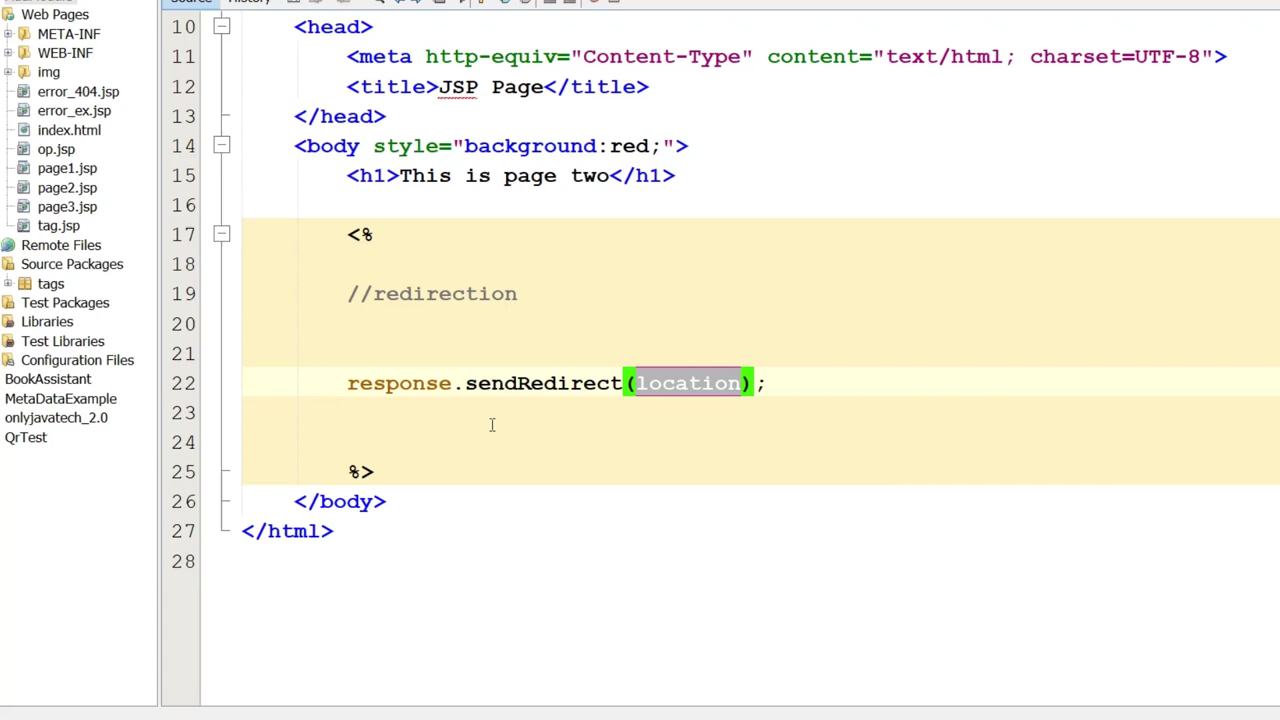 Source History
Web Pages
META-INF
WEB-INF
img
error_404.jsp
error_ex.jsp
index.html
op.jsp
page1.jsp
page2.jsp
page3.jsp
tag.jsp
Remote Files
Source Packages
tags
Test Packages
Libraries
Test Libraries
Configuration Files
BookAssistant
MetaDataExample
onlyjavatech_2.0
QrTest
10 <head>
11 <meta http-equiv="Content-Type" content="text/html; charset=UTF-8">
12 <title>JSP Page</title>
13 </head>
14 <body style="background:red;">
15 <h1>This is page two</h1>
16
17 <%
18
19 //redirection
20
21
22 response.sendRedirect(location);
23
24
25 %>
26 </body>
27 </html>
28